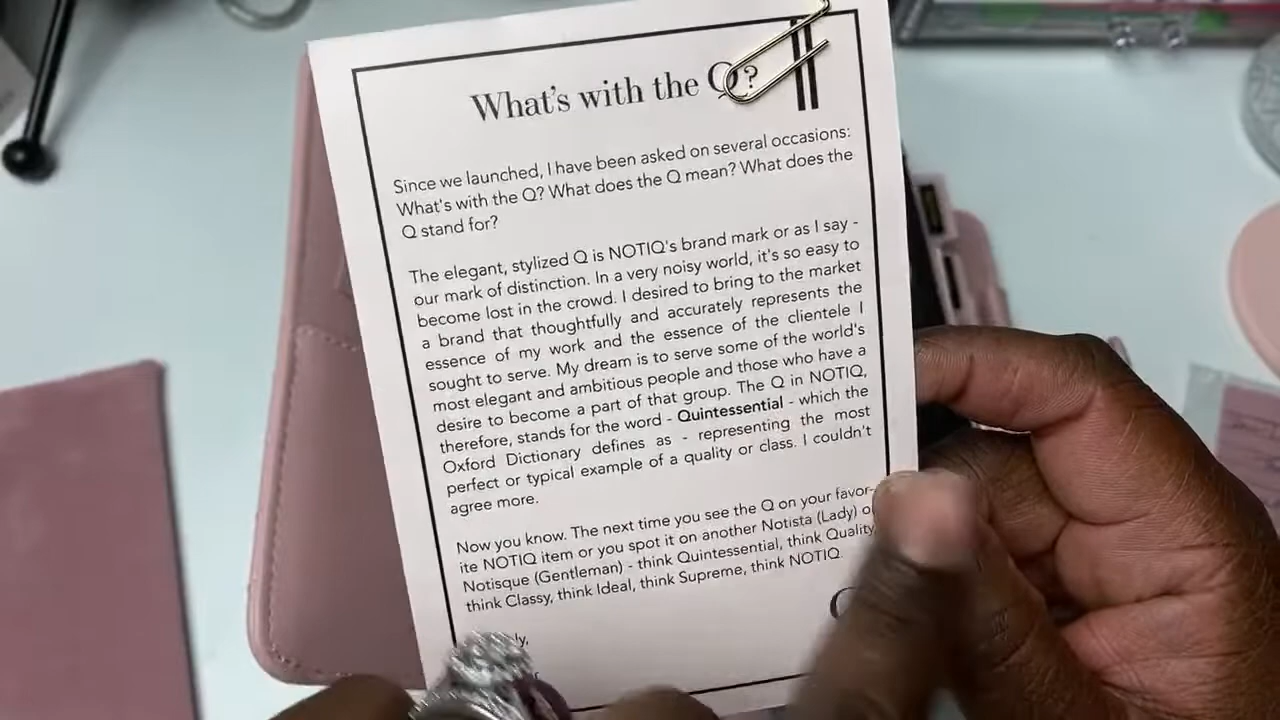 What's with the Q?
Since we launched, I have been asked on several occasions:
What's with the Q? What does the Q mean? What does the
Q stand for?
The elegant, stylized Q is NOTIQ's brand mark or as I say -
our mark of distinction. In a very noisy world, it's so easy to
become lost in the crowd. I desired to bring to the market
a brand that thoughtfully and accurately represents the
essence of my work and the essence of the clientele I
sought to serve. My dream is to serve some of the world's
most elegant and ambitious people and those who have a
desire to become a part of that group. The Q in NOTIQ,
therefore, stands for the word - Quintessential - which the
Oxford Dictionary defines as - representing the most
perfect or typical example of a quality or class. I couldn't
agree more.
Now you know. The next time you see the Q on your favor-
ite NOTIQ item or you spot it on another Notista (Lady) o
Notisque (Gentleman) - think Quintessential, think Quality
think Classy, think Ideal, think Supreme, think NOTIQ.
ly,